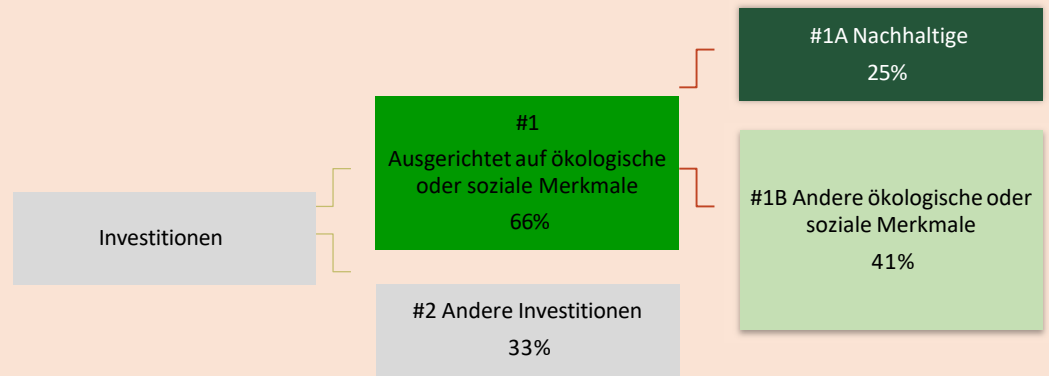 Investitionen
#1
Ausgerichtet auf ökologische
oder soziale Merkmale
66%
#2 Andere Investitionen
33%
#1A Nachhaltige
25%
#1B Andere ökologische oder
soziale Merkmale
41%